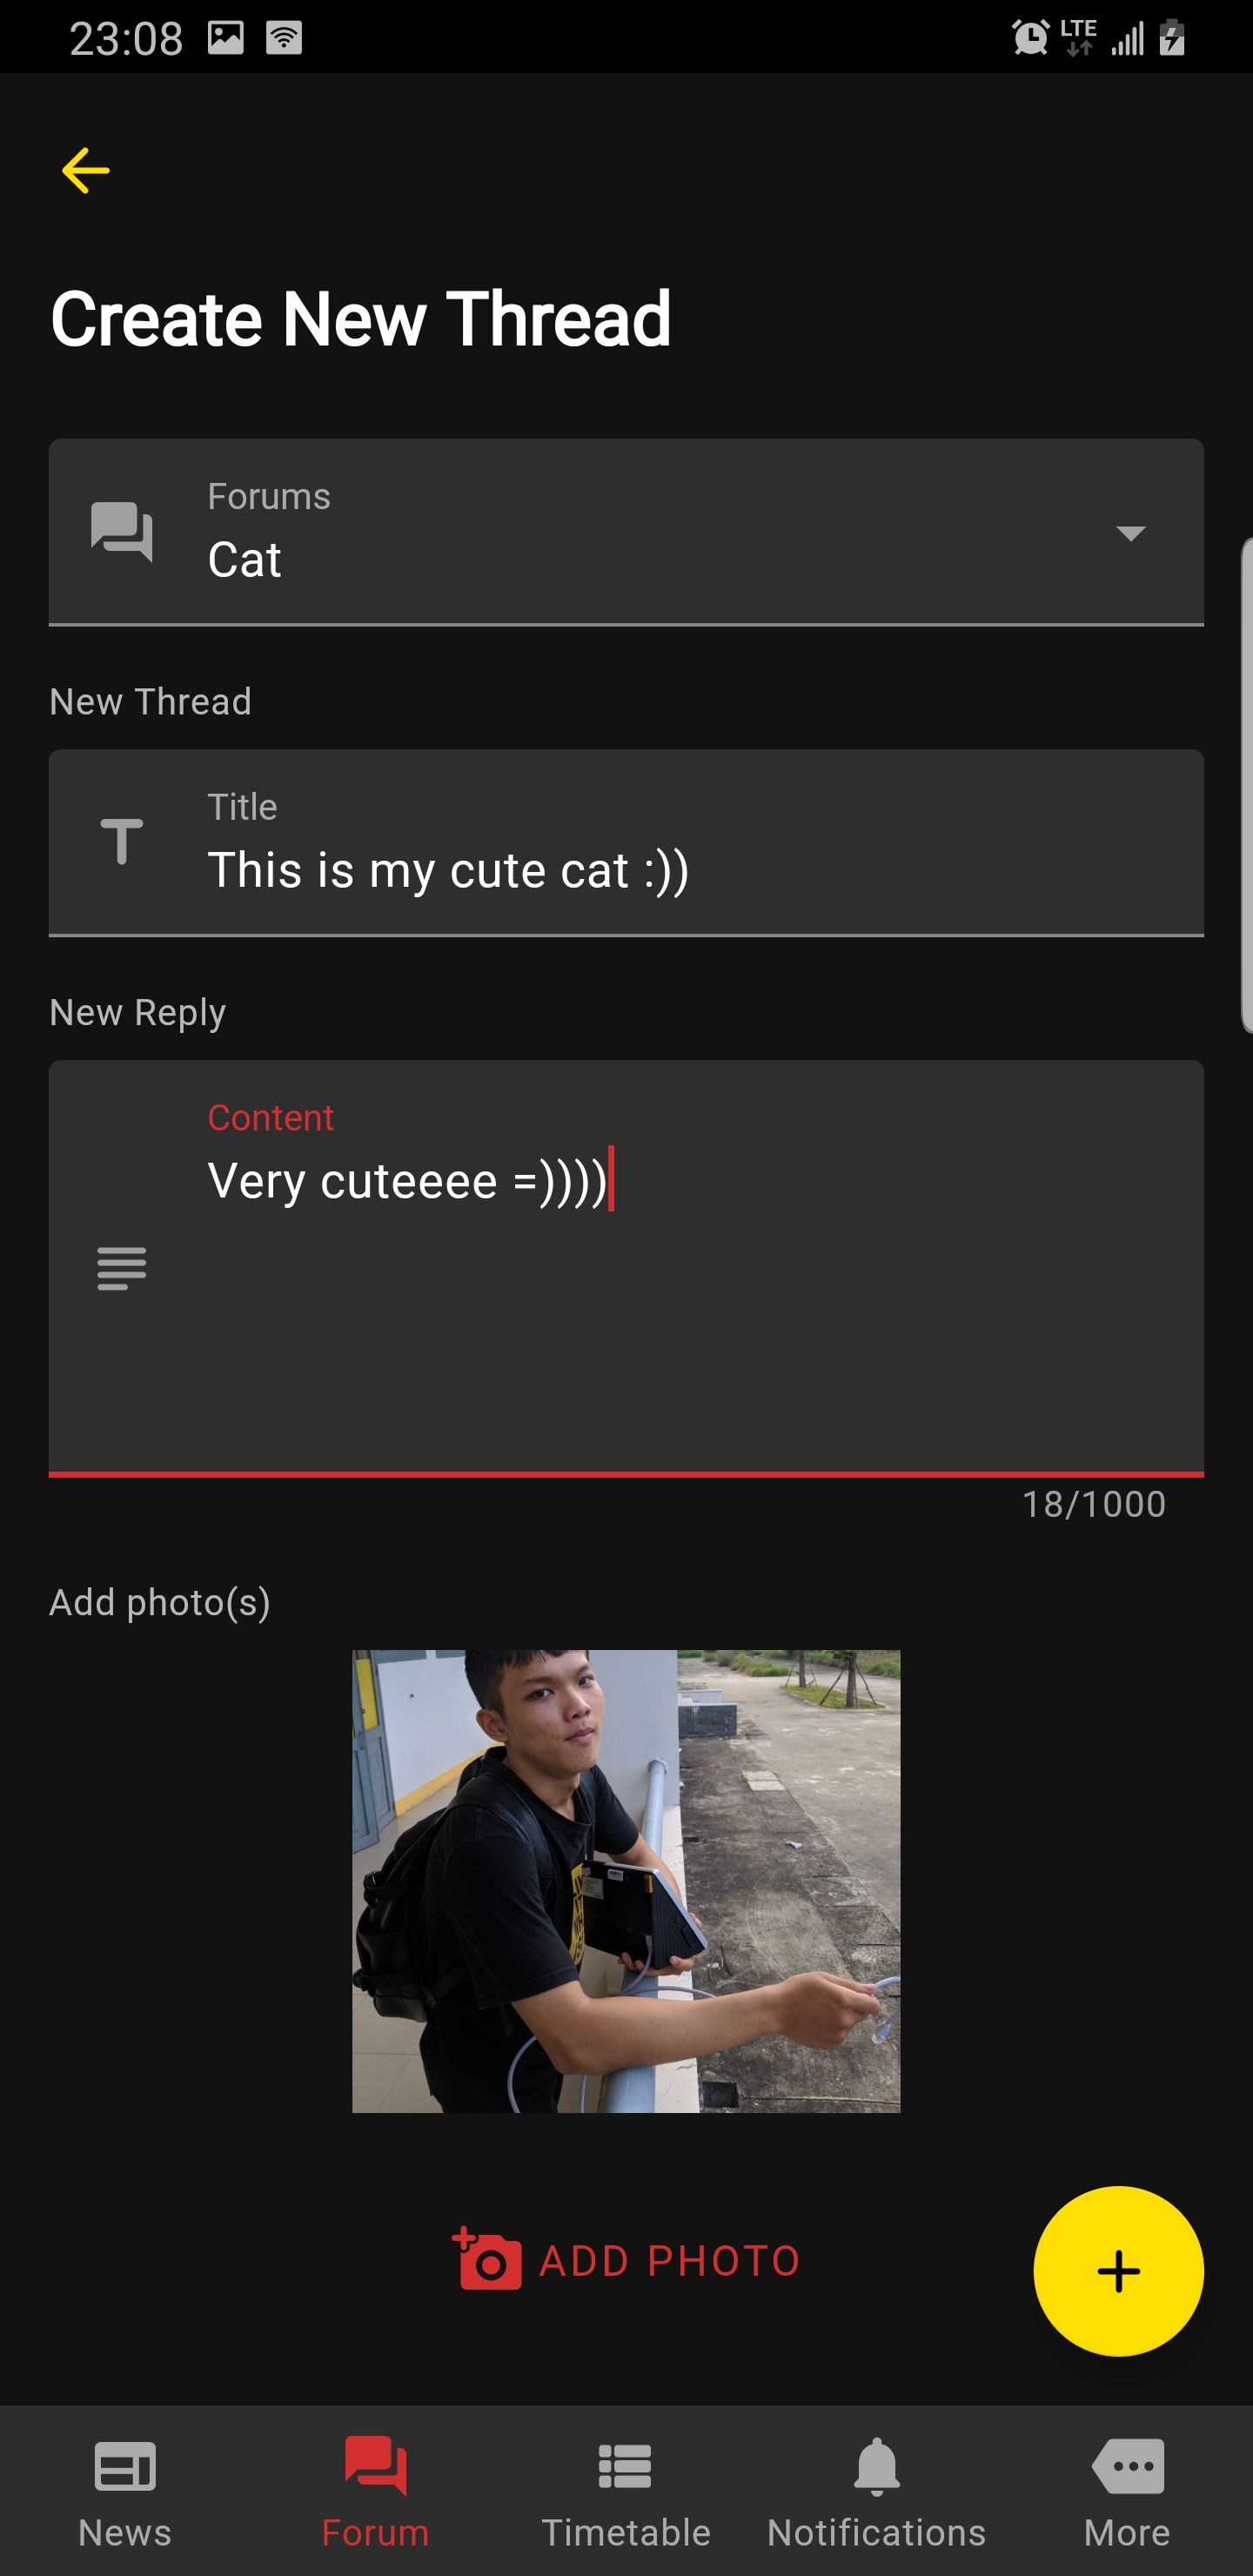 23:08
LTE
Create New Thread
Forums
Cat
New Thread
Title
This is my cute cat :))
New Reply
Content
Very cuteeee =))))
18/1000
Add photo(s)
ADD PHOTO
News
Forum
Timetable
Notifications
More